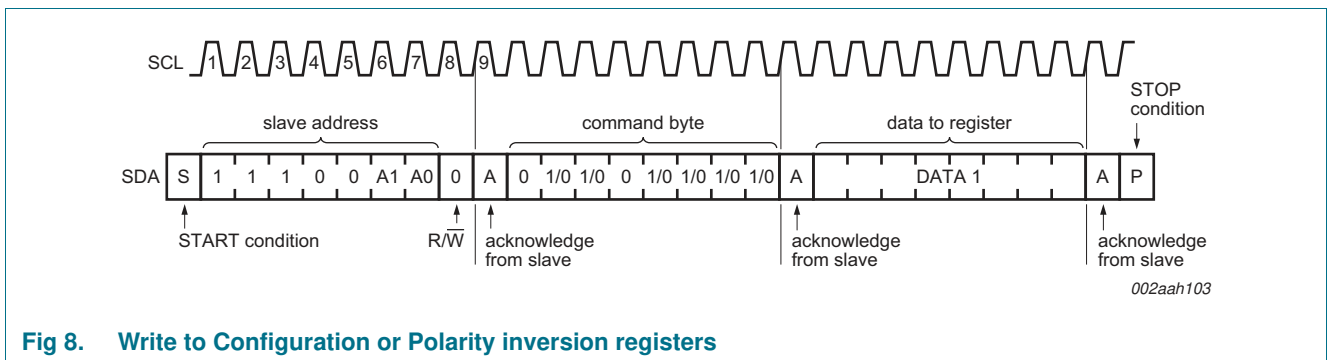 SCL 1 2 3 4 5 6 7 8 9
STOP
condition
slave address command byte data to register
SDA S 1 1 1 0 0 A1 A0 0 A 0 1/0 1/0 0 1/0 1/0 1/0 1/0 A DATA 1 A P
START condition R/W̅ acknowledge acknowledge acknowledge
from slave from slave from slave
002aah103
Fig 8. Write to Configuration or Polarity inversion registers